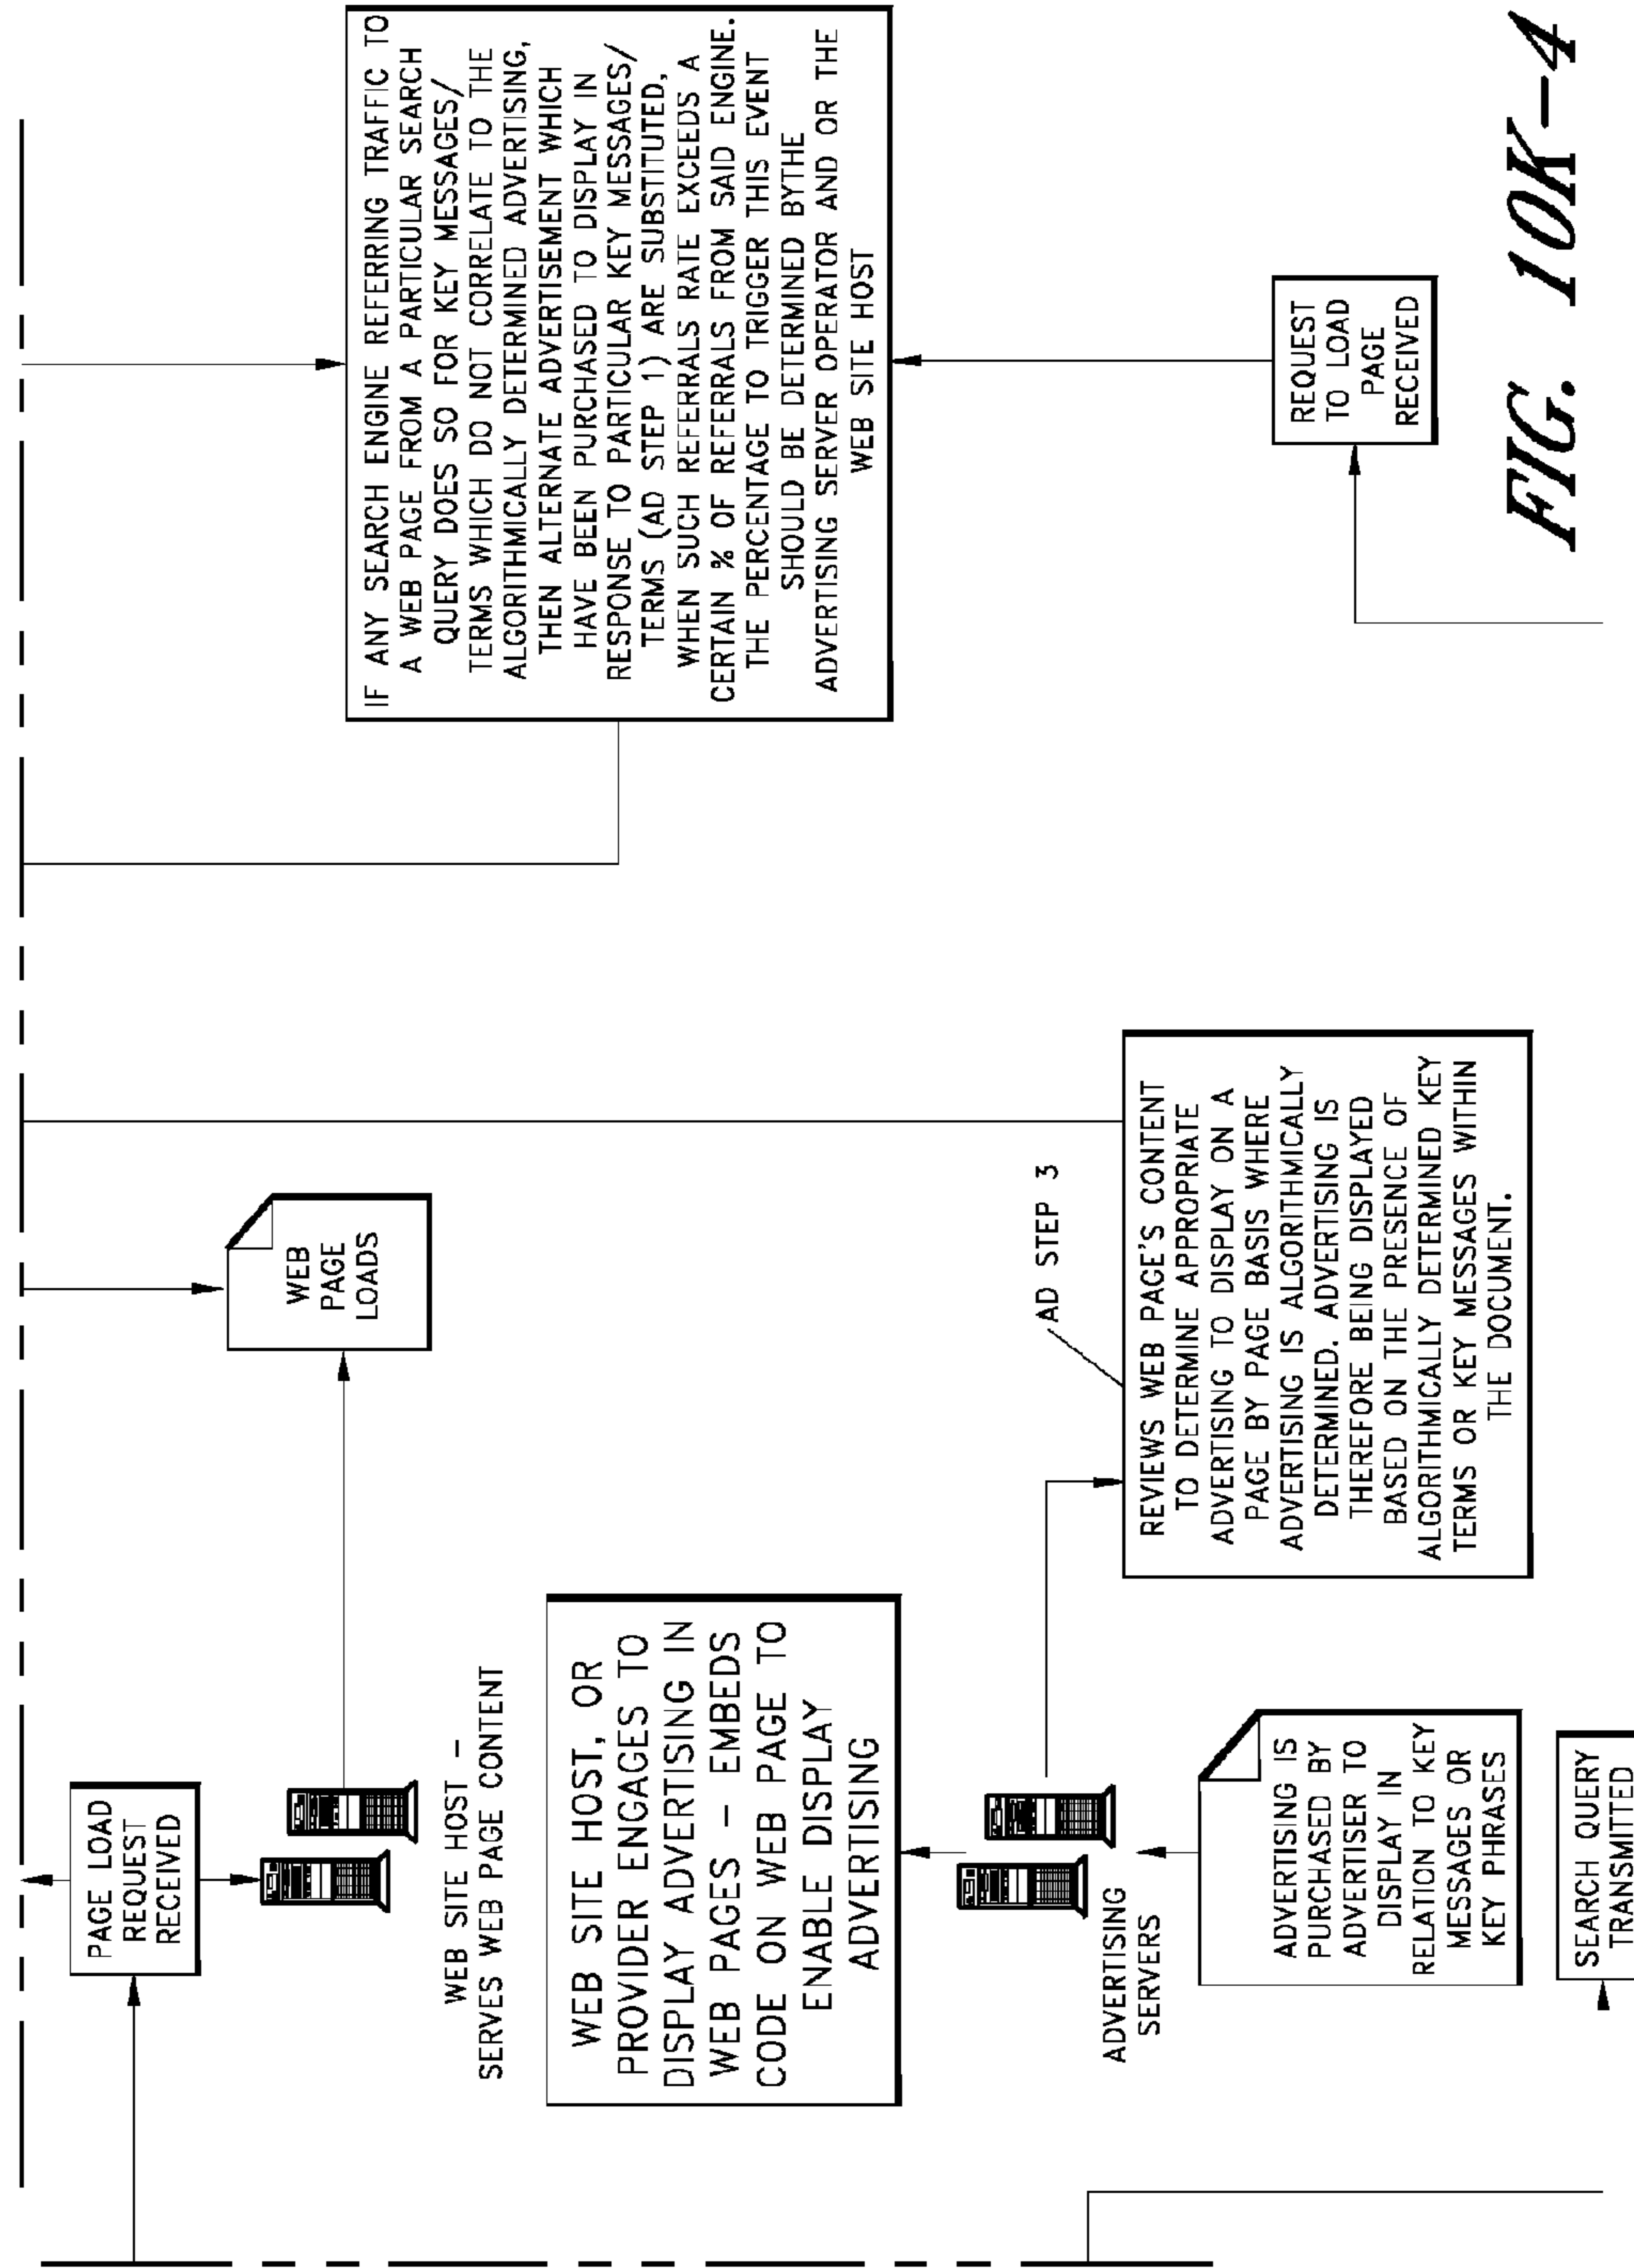 PAGE LOAD
REQUEST
RECEIVED
WEB SITE HOST –
SERVES WEB PAGE CONTENT
WEB
PAGE
LOADS
WEB SITE HOST, OR
PROVIDER ENGAGES TO
DISPLAY ADVERTISING IN
WEB PAGES – EMBEDS
CODE ON WEB PAGE TO
ENABLE DISPLAY
ADVERTISING
ADVERTISING
SERVERS
ADVERTISING IS
PURCHASED BY
ADVERTISER TO
DISPLAY IN
RELATION TO KEY
MESSAGES OR
KEY PHRASES
SEARCH QUERY
TRANSMITTED
AD STEP 3
REVIEWS WEB PAGE'S CONTENT
TO DETERMINE APPROPRIATE
ADVERTISING TO DISPLAY ON A
PAGE BY PAGE BASIS WHERE
ADVERTISING IS ALGORITHMICALLY
DETERMINED. ADVERTISING IS
THEREFORE BEING DISPLAYED
BASED ON THE PRESENCE OF
ALGORITHMICALLY DETERMINED KEY
TERMS OR KEY MESSAGES WITHIN
THE DOCUMENT.
IF ANY SEARCH ENGINE REFERRING TRAFFIC TO
A WEB PAGE FROM A PARTICULAR SEARCH
QUERY DOES SO FOR KEY MESSAGES/
TERMS WHICH DO NOT CORRELATE TO THE
ALGORITHMICALLY DETERMINED ADVERTISING,
THEN ALTERNATE ADVERTISEMENT WHICH
HAVE BEEN PURCHASED TO DISPLAY IN
RESPONSE TO PARTICULAR KEY MESSAGES/
TERMS (AD STEP 1) ARE SUBSTITUTED,
WHEN SUCH REFERRALS RATE EXCEEDS A
CERTAIN % OF REFERRALS FROM SAID ENGINE.
THE PERCENTAGE TO TRIGGER THIS EVENT
SHOULD BE DETERMINED BYTHE
ADVERTISING SERVER OPERATOR AND OR THE
WEB SITE HOST
REQUEST
TO LOAD
PAGE
RECEIVED
FIG. 10K-4